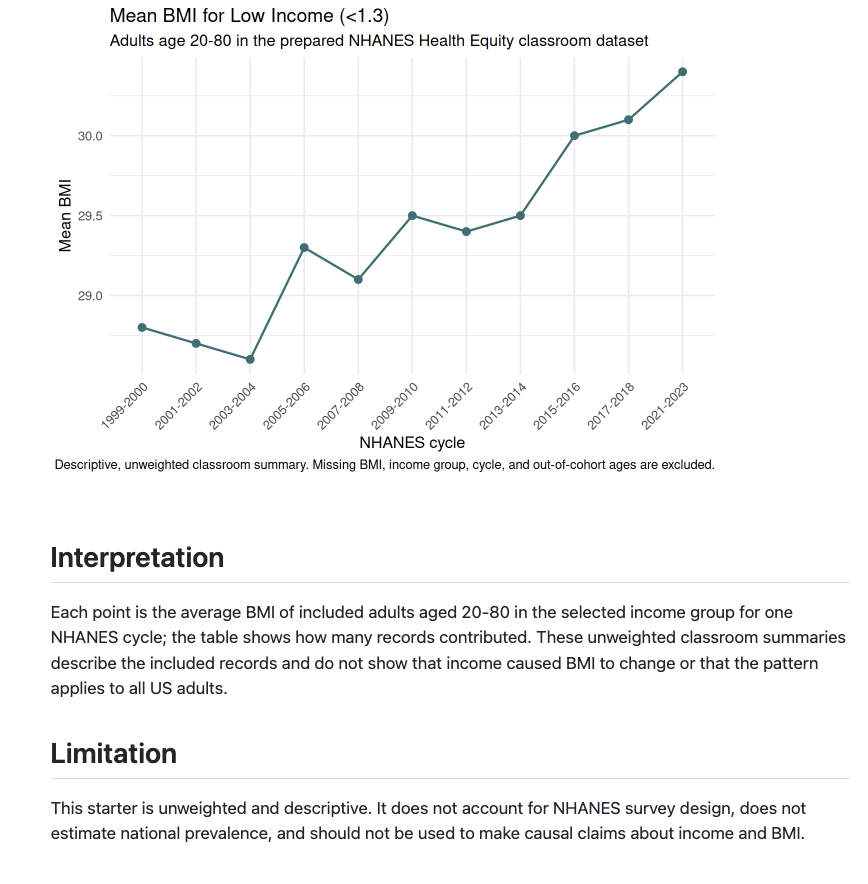 Mean BMI for Low Income (<1.3)
Adults age 20-80 in the prepared NHANES Health Equity classroom dataset
30.0
29.5
29.0
Mean BMI
1999-2000
2001-2002
2003-2004
2005-2006
2007-2008
2009-2010
2011-2012
2013-2014
2015-2016
2017-2018
2021-2023
NHANES cycle
Descriptive, unweighted classroom summary. Missing BMI, income group, cycle, and out-of-cohort ages are excluded.
Interpretation
Each point is the average BMI of included adults aged 20-80 in the selected income group for one
NHANES cycle; the table shows how many records contributed. These unweighted classroom summaries
describe the included records and do not show that income caused BMI to change or that the pattern
applies to all US adults.
Limitation
This starter is unweighted and descriptive. It does not account for NHANES survey design, does not
estimate national prevalence, and should not be used to make causal claims about income and BMI.